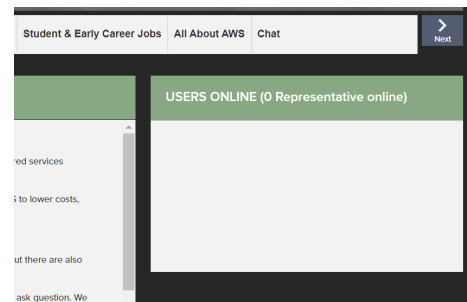 Student & Early Career Jobs All About AWS Chat
Next
USERS ONLINE (0 Representative online)
red services
to lower costs,
ut there are also
ask question. We